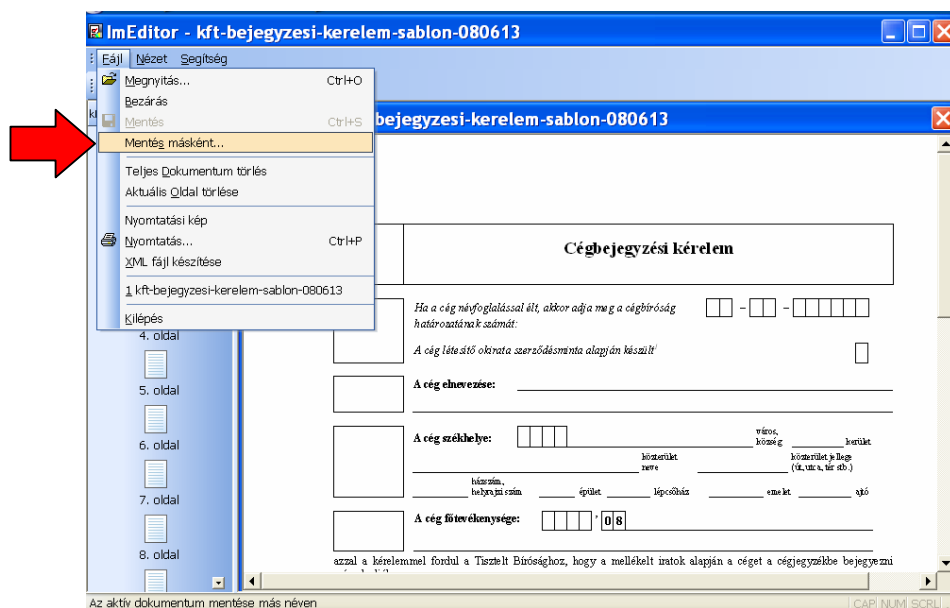 ImEditor - kft-bejegyzesi-kerelem-sablon-080613
Fájl Nézet Segítség
Megnyitás... Ctrl+O
Bezárás
Mentés Ctrl+S
Mentés másként...
Teljes Dokumentum törlés
Aktuális Oldal törlése
Nyomtatási kép
Nyomtatás... Ctrl+P
XML fájl készítése
1 kft-bejegyzesi-kerelem-sablon-080613
Kilépés
4. oldal
5. oldal
6. oldal
7. oldal
8. oldal
bejegyzesi-kerelem-sablon-080613
Cégbejegyzési kérelem
Ha a cég névfoglalással élt, akkor adja meg a cégbíróság
határozatának számát:
A cég létesítő okirata szerződésminta alapján készült
A cég elnevezése:
A cég székhelye: város, község kerület
közterület neve közterület jellege (út, utca, tér stb.)
házszám, helyrajzi szám épület lépcsőház emelet ajtó
A cég főtevékenysége: ' 08
azzal a kérelemmel fordul a Tisztelt Bírósághoz, hogy a mellékelt iratok alapján a céget a cégjegyzékbe bejegyezni
Az aktív dokumentum mentése más néven
CAP NUM SCRL